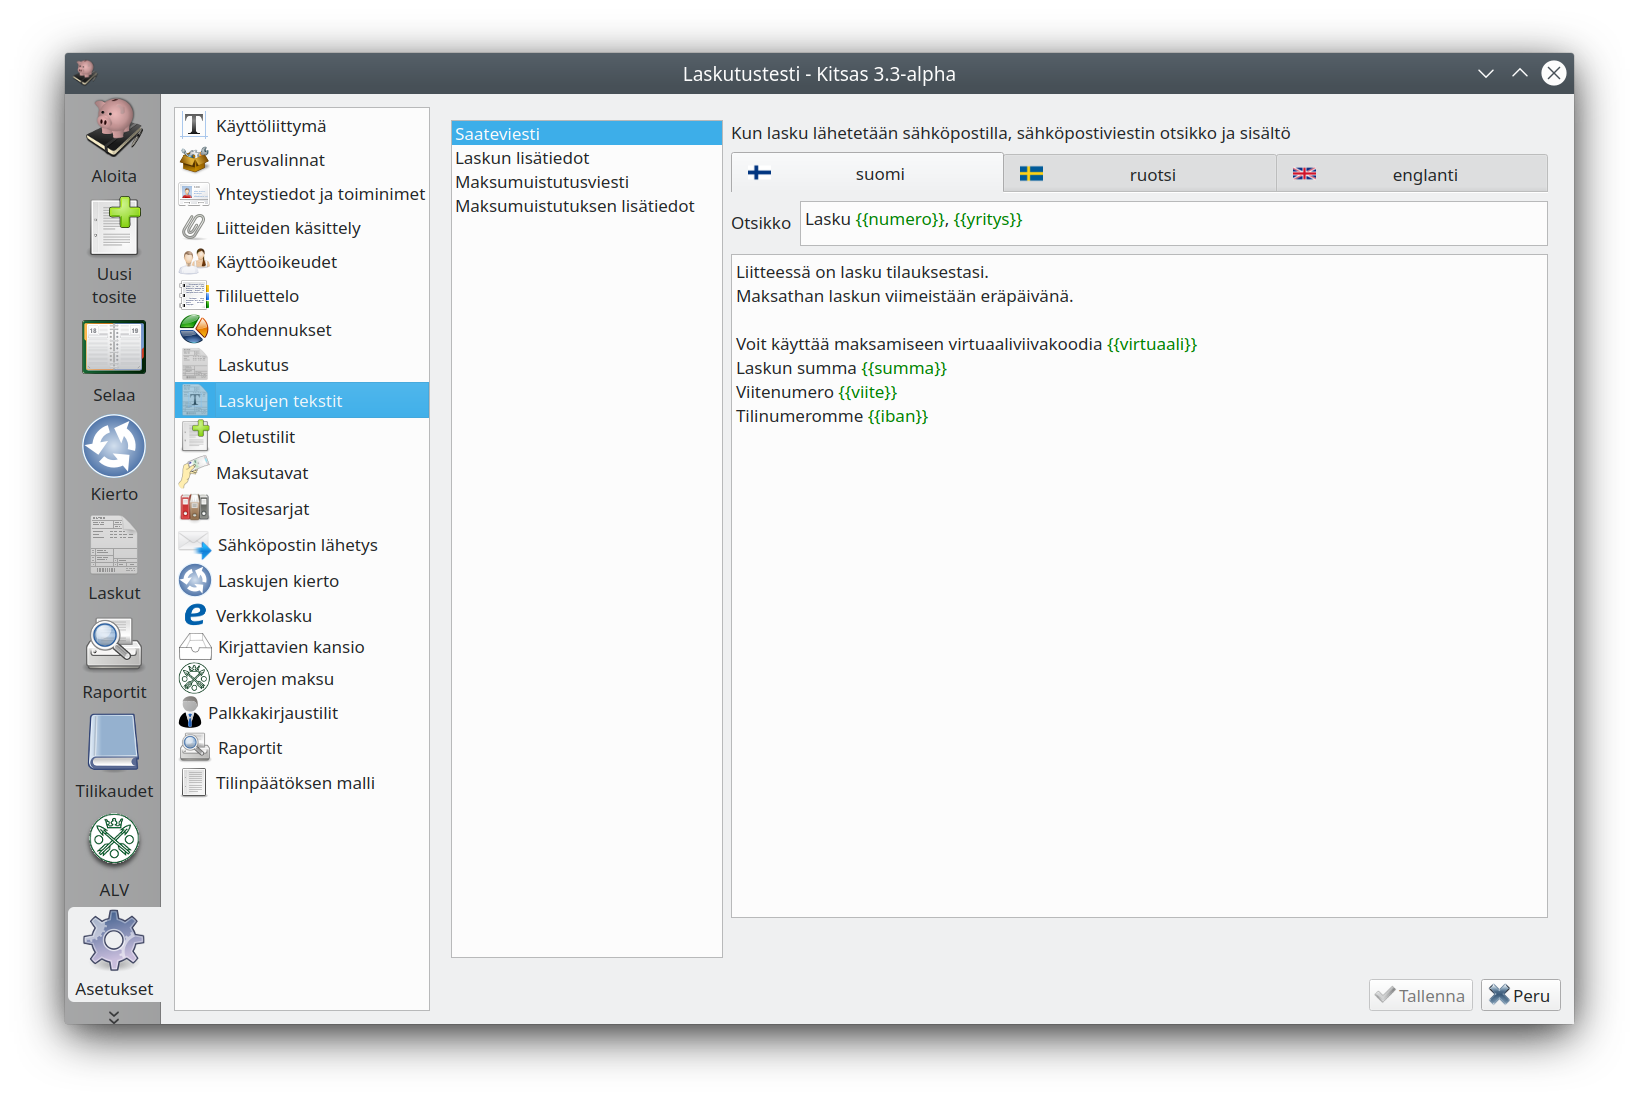 Laskutustesti - Kitsas 3.3-alpha
Aloita
Uusi
tosite
Selaa
Kierto
Laskut
Raportit
Tilikaudet
ALV
Asetukset
Käyttöliittymä
Perusvalinnat
Yhteystiedot ja toiminimet
Liitteiden käsittely
Käyttöoikeudet
Tililuettelo
Kohdennukset
Laskutus
Laskujen tekstit
Oletustilit
Maksutavat
Tositesarjat
Sähköpostin lähetys
Laskujen kierto
Verkkolasku
Kirjattavien kansio
Verojen maksu
Palkkakirjaustilit
Raportit
Tilinpäätöksen malli
Saateviesti
Laskun lisätiedot
Maksumuistutusviesti
Maksumuistutuksen lisätiedot
Kun lasku lähetetään sähköpostilla, sähköpostiviestin otsikko ja sisältö
suomi
ruotsi
englanti
Otsikko
Lasku {{numero}}, {{yritys}}
Liitteessä on lasku tilauksestasi.
Maksathan laskun viimeistään eräpäivänä.
Voit käyttää maksamiseen virtuaaliviivakoodia {{virtuaali}}
Laskun summa {{summa}}
Viitenumero {{viite}}
Tilinumeromme {{iban}}
Tallenna
Peru